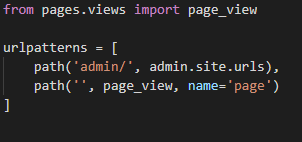 from pages.views import page_view
urlpatterns = [
    path('admin/', admin.site.urls),
    path('', page_view, name='page')
]